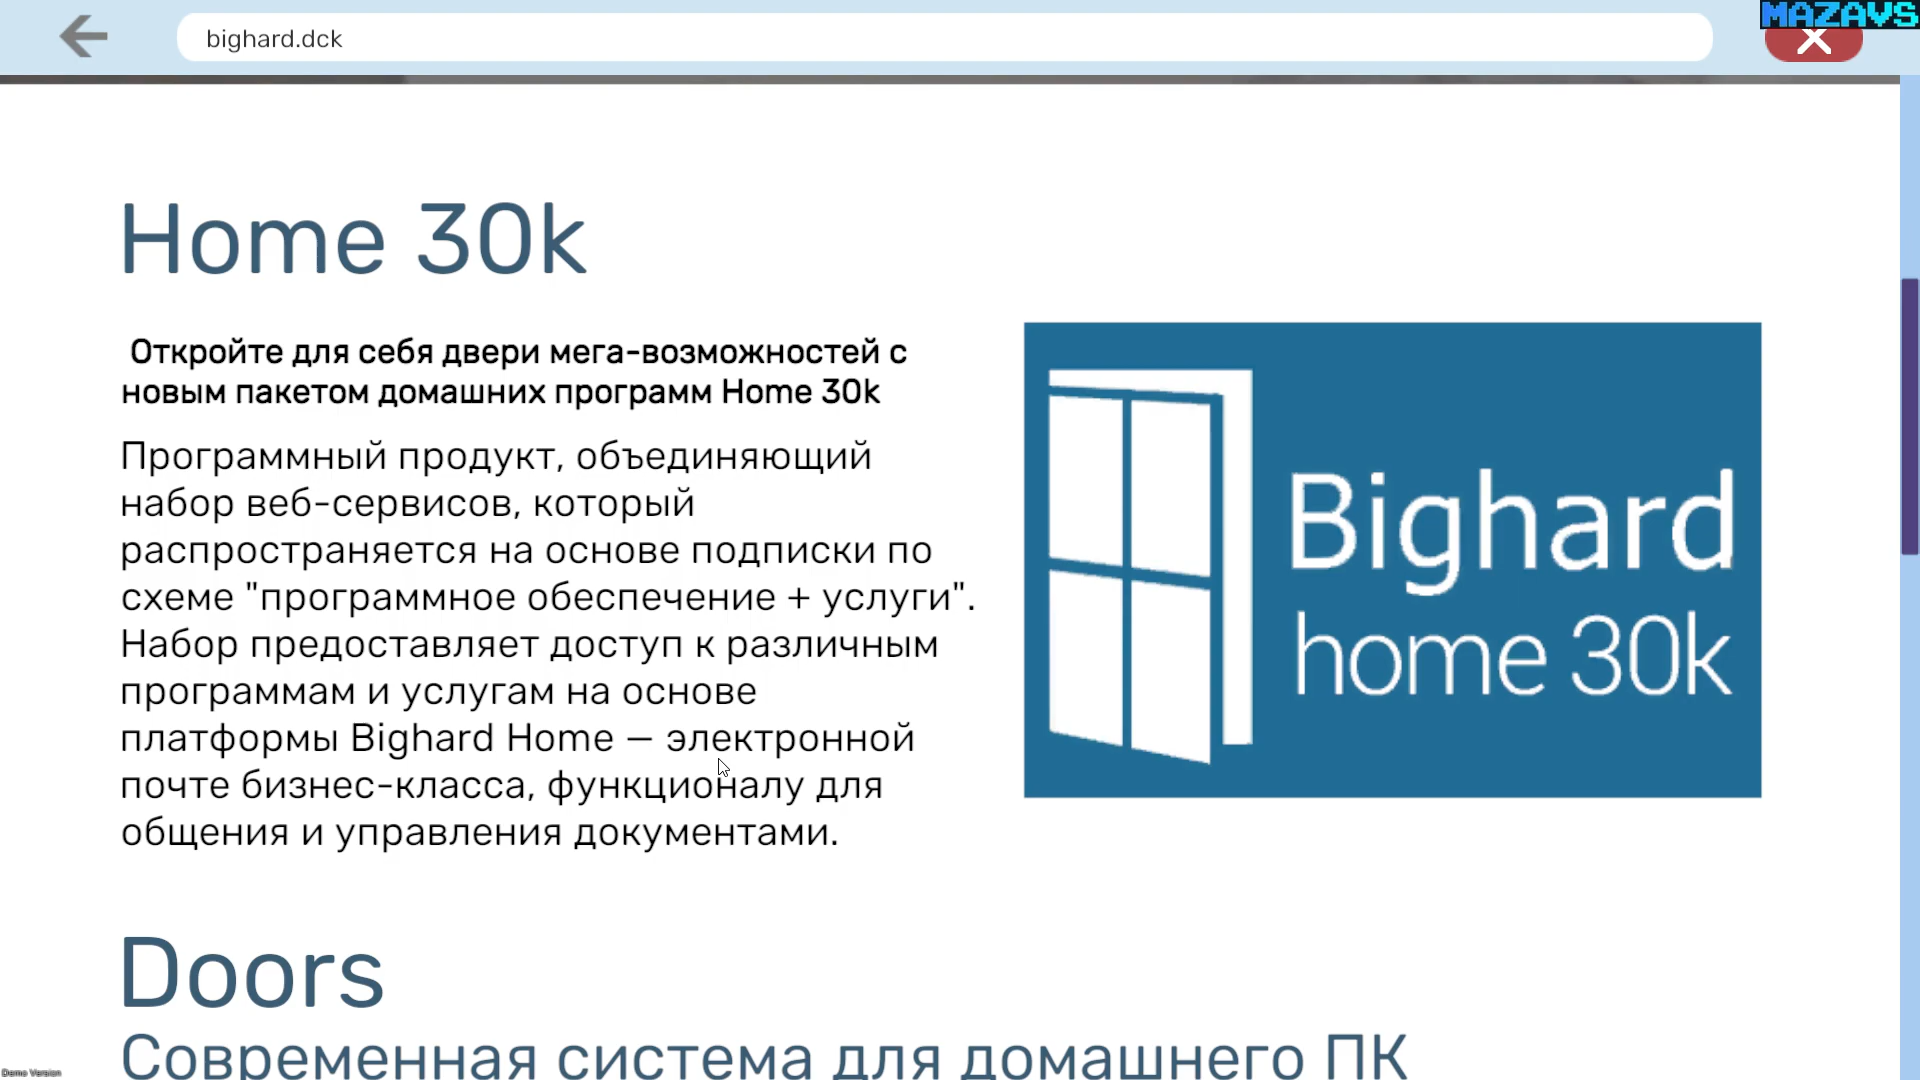 MAZAVS
bighard.dck
Home 30k
Откройте для себя двери мега-возможностей с
новым пакетом домашних программ Home 30k
Программный продукт, объединяющий
набор веб-сервисов, который
распространяется на основе подписки по
схеме "программное обеспечение + услуги".
Набор предоставляет доступ к различным
программам и услугам на основе
платформы Bighard Home — электронной
почте бизнес-класса, функционалу для
общения и управления документами.
Bighard
home 30k
Doors
Современная система для домашнего ПК
Demo Version